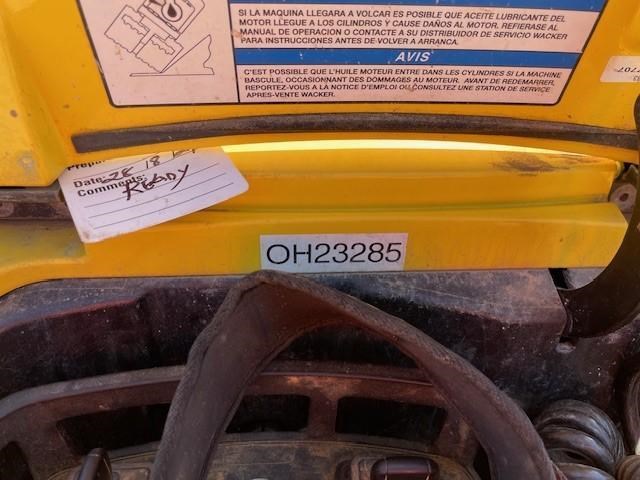 SI LA MAQUINA LLEGARA A VOLCAR ES POSIBLE QUE ACEITE LUBRICANTE DEL
MOTOR LLEGUE A LOS CILINDROS Y CAUSE DAÑOS AL MOTOR. REFIERASE AL
MANUAL DE OPERACION O CONTACTE A SU DISTRIBUIDOR DE SERVICIO WACKER
PARA INSTRUCCIONES ANTES DE VOLVER A ARRANCA.
AVIS
C'EST POSSIBLE QUE L'HUILE MOTEUR ENTRE DANS LES CYLINDRES SI LA MACHINE
BASCULE, OCCASIONNANT DES DOMMAGES AU MOTEUR. AVANT DE REDEMARRER,
REPORTEZ-VOUS A LA NOTICE D'EMPLOI OU CONSULTEZ UNE STATION DE SERVICE
APRES-VENTE WACKER.
Date:
Comments:
READY
OH23285